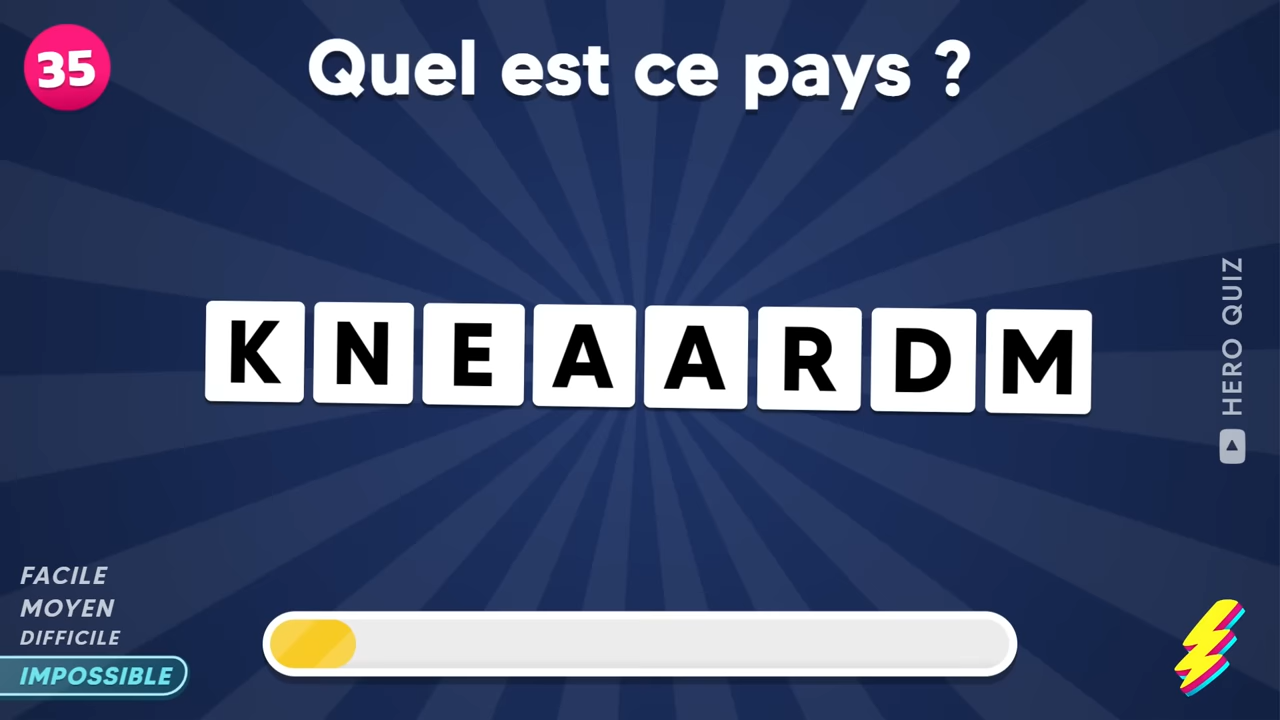 35
Quel est ce pays ?
KNEAARDM
HERO QUIZ
FACILE
MOYEN
DIFFICILE
IMPOSSIBLE